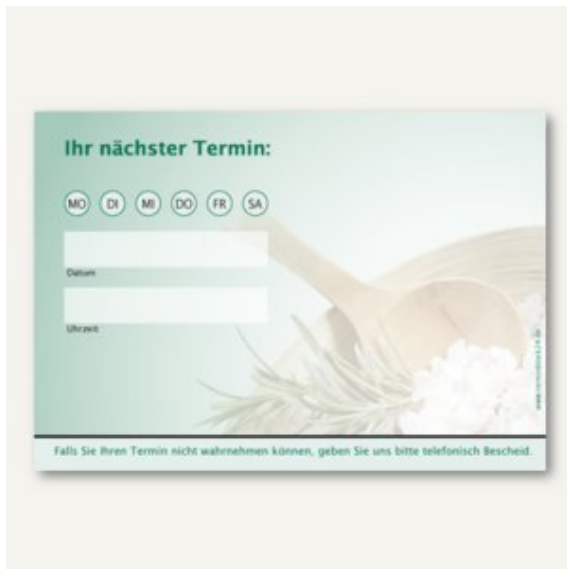 Ihr nächster Termin:
MO DI MI DO FR SA
Datum
Uhrzeit
Falls Sie Ihren Termin nicht wahrnehmen können, geben Sie uns bitte telefonisch Bescheid.